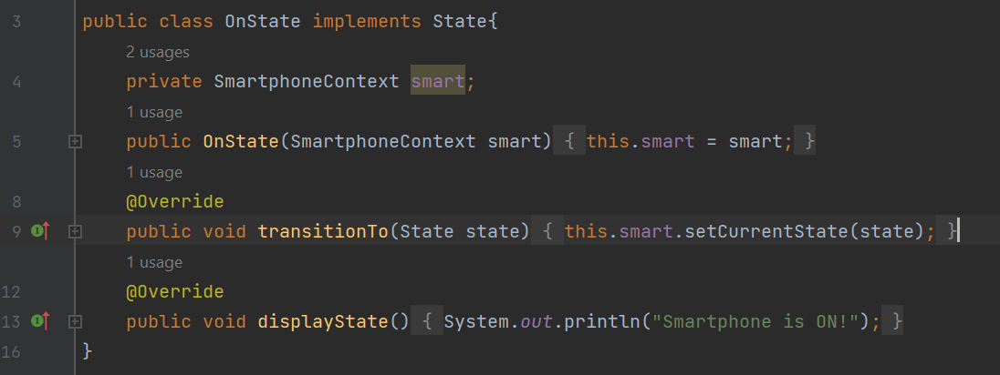 3 public class OnState implements State{
2 usages
4 private SmartphoneContext smart;
1 usage
5 public OnState(SmartphoneContext smart) { this.smart = smart; }
1 usage
8 @Override
9 public void transitionTo(State state) { this.smart.setCurrentState(state); }
1 usage
12 @Override
13 public void displayState() { System.out.println("Smartphone is ON!"); }
16 }